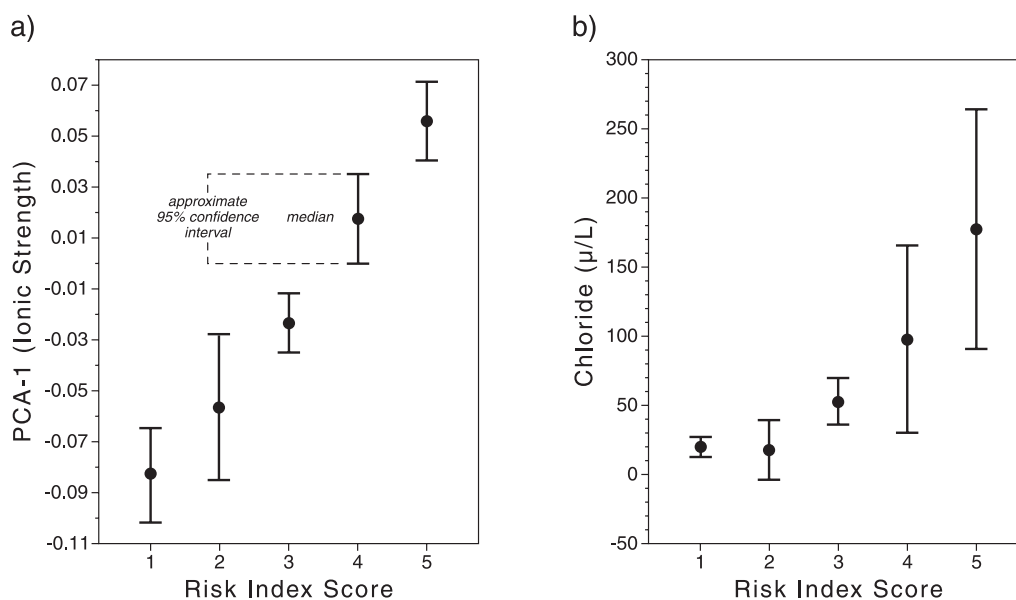 a)
PCA-1 (Ionic Strength)
0.07
0.05
0.03
0.01
-0.01
-0.03
-0.05
-0.07
-0.09
-0.11
approximate
95% confidence
interval
median
1 2 3 4 5
Risk Index Score
b)
Chloride (µ/L)
300
250
200
150
100
50
0
-50
1 2 3 4 5
Risk Index Score